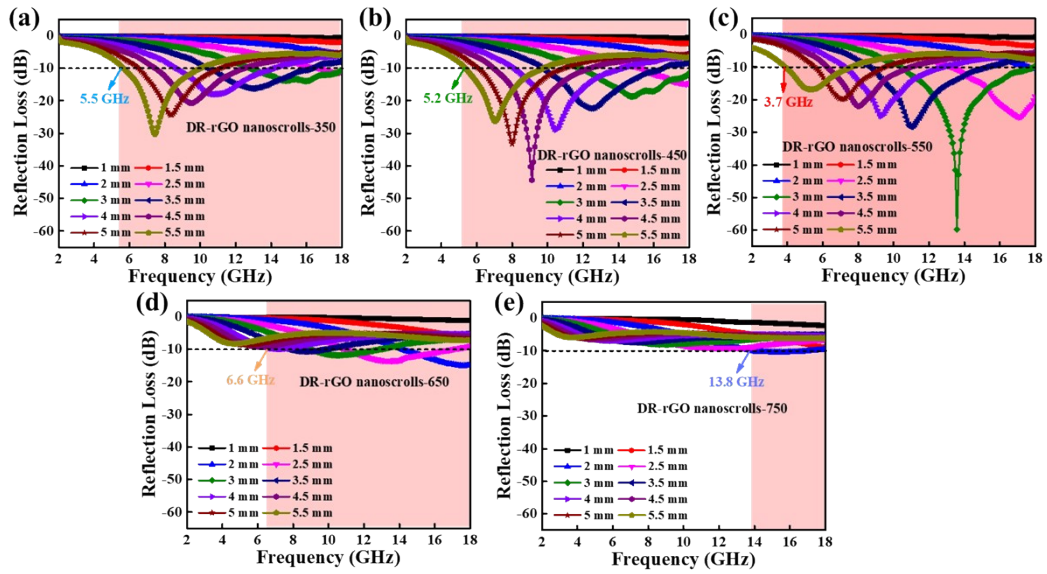 (a)
Reflection Loss (dB)
0
-10
-20
-30
-40
-50
-60
5.5 GHz
DR-rGO nanoscrolls-350
1 mm 1.5 mm
2 mm 2.5 mm
3 mm 3.5 mm
4 mm 4.5 mm
5 mm 5.5 mm
2 4 6 8 10 12 14 16 18
Frequency (GHz)
(b)
Reflection Loss (dB)
0
-10
-20
-30
-40
-50
-60
5.2 GHz
DR-rGO nanoscrolls-450
1 mm 1.5 mm
2 mm 2.5 mm
3 mm 3.5 mm
4 mm 4.5 mm
5 mm 5.5 mm
2 4 6 8 10 12 14 16 18
Frequency (GHz)
(c)
Reflection Loss (dB)
0
-10
-20
-30
-40
-50
-60
3.7 GHz
DR-rGO nanoscrolls-550
1 mm 1.5 mm
2 mm 2.5 mm
3 mm 3.5 mm
4 mm 4.5 mm
5 mm 5.5 mm
2 4 6 8 10 12 14 16 18
Frequency (GHz)
(d)
Reflection Loss (dB)
0
-10
-20
-30
-40
-50
-60
6.6 GHz
DR-rGO nanoscrolls-650
1 mm 1.5 mm
2 mm 2.5 mm
3 mm 3.5 mm
4 mm 4.5 mm
5 mm 5.5 mm
2 4 6 8 10 12 14 16 18
Frequency (GHz)
(e)
Reflection Loss (dB)
0
-10
-20
-30
-40
-50
-60
13.8 GHz
DR-rGO nanoscrolls-750
1 mm 1.5 mm
2 mm 2.5 mm
3 mm 3.5 mm
4 mm 4.5 mm
5 mm 5.5 mm
2 4 6 8 10 12 14 16 18
Frequency (GHz)